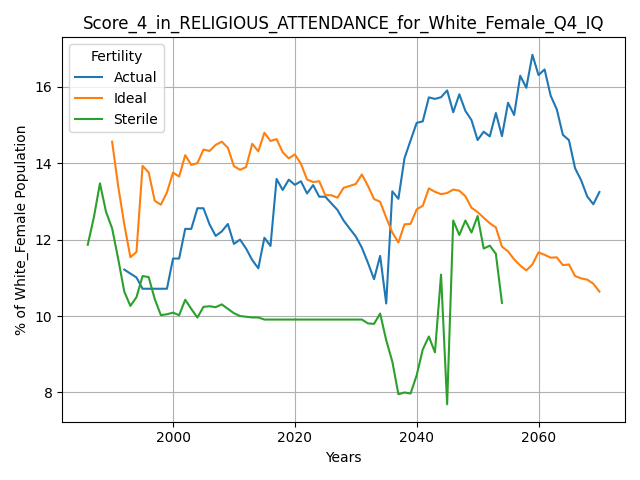 Score_4_in_RELIGIOUS_ATTENDANCE_for_White_Female_Q4_IQ
Fertility
Actual
Ideal
Sterile
% of White_Female Population
16
14
12
10
8
2000 2020 2040 2060
Years